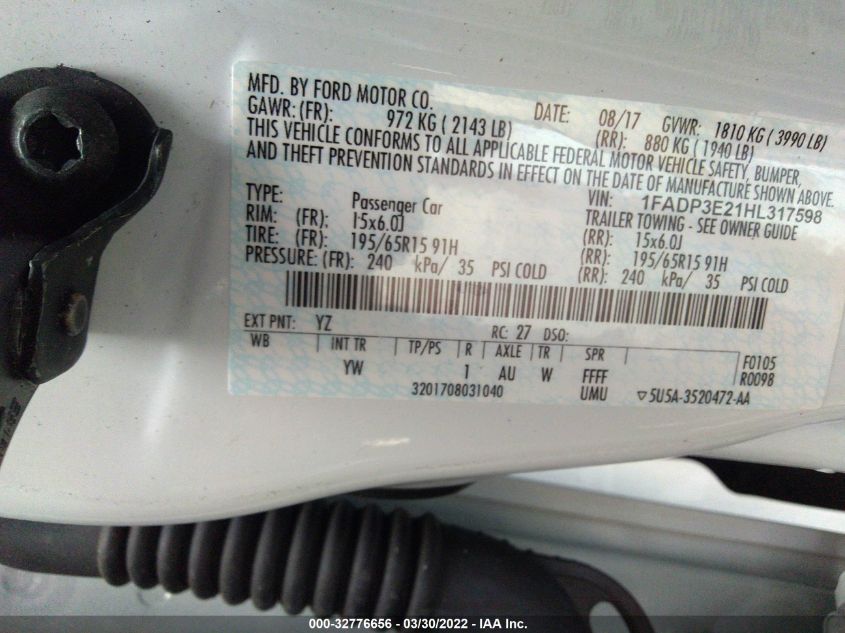 MFD. BY FORD MOTOR CO. DATE: 08/17 GVWR: 1810 KG ( 3990 LB)
GAWR: (FR): 972 KG ( 2143 LB) (RR): 880 KG ( 1940 LB)
THIS VEHICLE CONFORMS TO ALL APPLICABLE FEDERAL MOTOR VEHICLE SAFETY, BUMPER,
AND THEFT PREVENTION STANDARDS IN EFFECT ON THE DATE OF MANUFACTURE SHOWN ABOVE.
VIN: 1FADP3E21HL317598
TYPE: Passenger Car TRAILER TOWING - SEE OWNER GUIDE
RIM: (FR): 15x6.0J (RR): 15x6.0J
TIRE: (FR): 195/65R15 91H (RR): 195/65R15 91H
PRESSURE: (FR): 240 kPa/ 35 PSI COLD (RR): 240 kPa/ 35 PSI COLD
EXT PNT: YZ RC: 27 DSO:
WB INT TR TP/PS R AXLE TR SPR F0105
YW 1 AU W FFFF R0098
3201708031040 UMU ▽5U5A-3520472-AA
000-32776656 - 03/30/2022 - IAA Inc.